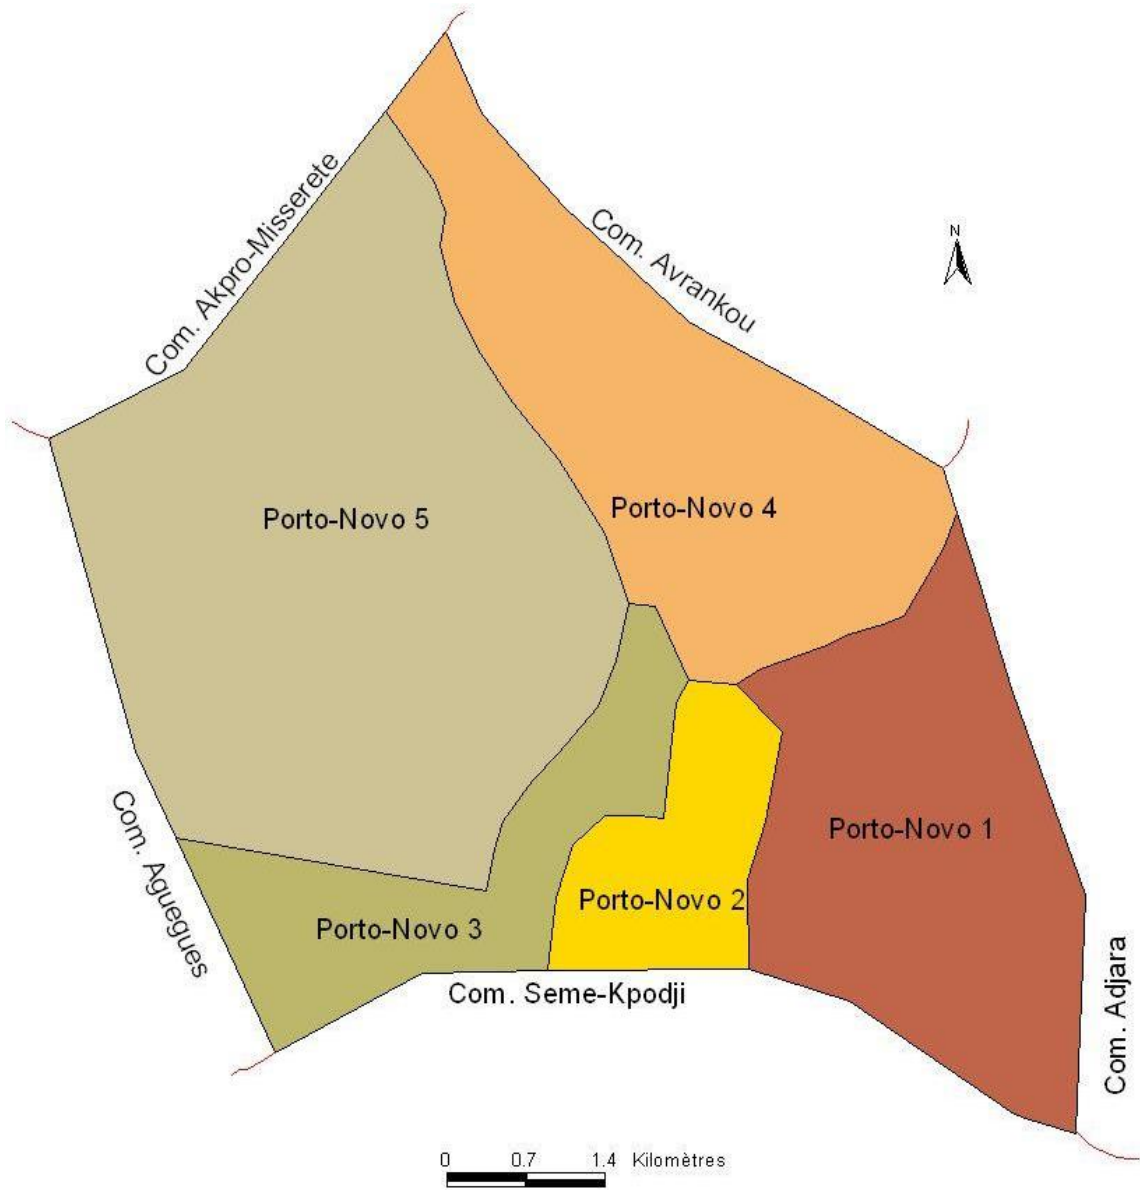 Com. Akpro-Misserete
Com. Avrankou
N
Porto-Novo 5
Porto-Novo 4
Com. Aguegues
Porto-Novo 1
Porto-Novo 2
Porto-Novo 3
Com. Seme-Kpodji
Com. Adjara
0 0.7 1.4 Kilomètres